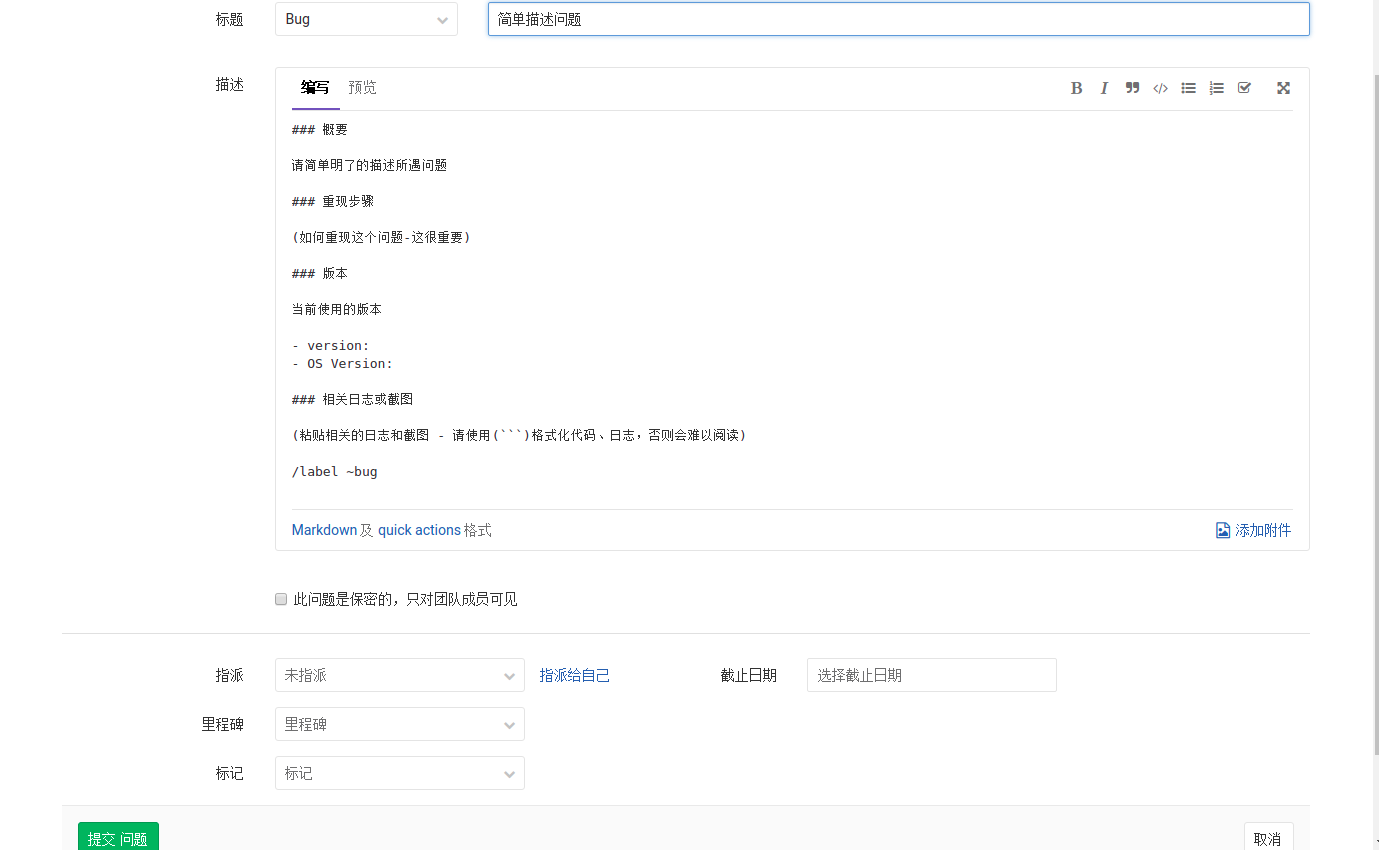 标题 Bug 简单描述问题
描述 编写 预览
### 概要
请简单明了的描述所遇问题
### 重现步骤
(如何重现这个问题-这很重要)
### 版本
当前使用的版本
- version:
- OS Version:
### 相关日志或截图
(粘贴相关的日志和截图 - 请使用(```)格式化代码、日志，否则会难以阅读)
/label ~bug
Markdown 及 quick actions 格式 添加附件
此问题是保密的，只对团队成员可见
指派 未指派 指派给自己 截止日期 选择截止日期
里程碑 里程碑
标记 标记
提交 问题 取消